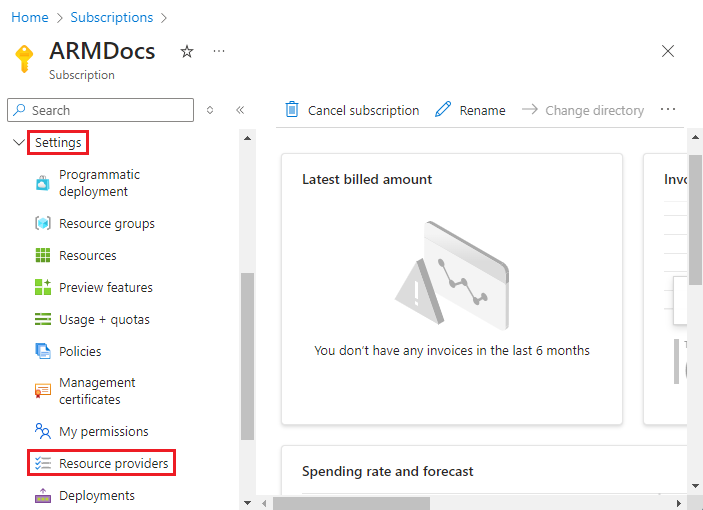 Home > Subscriptions >
ARMDocs
Subscription
Search
Cancel subscription
Rename
Change directory
Settings
Programmatic
deployment
Resource groups
Resources
Preview features
Usage + quotas
Policies
Management
certificates
My permissions
Resource providers
Deployments
Latest billed amount
You don't have any invoices in the last 6 months
Spending rate and forecast